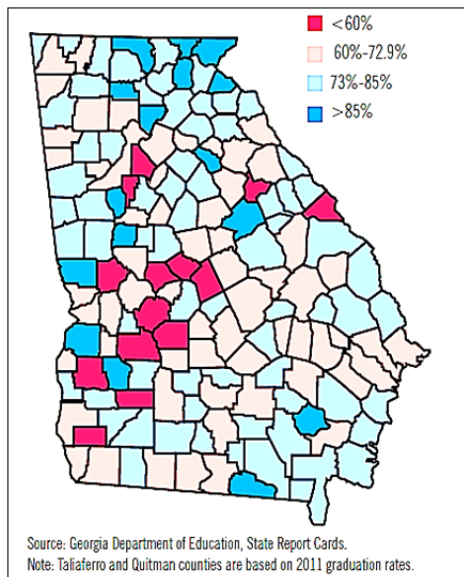 <60%
60%-72.9%
73%-85%
>85%
Source: Georgia Department of Education, State Report Cards.
Note: Taliaferro and Quitman counties are based on 2011 graduation rates.